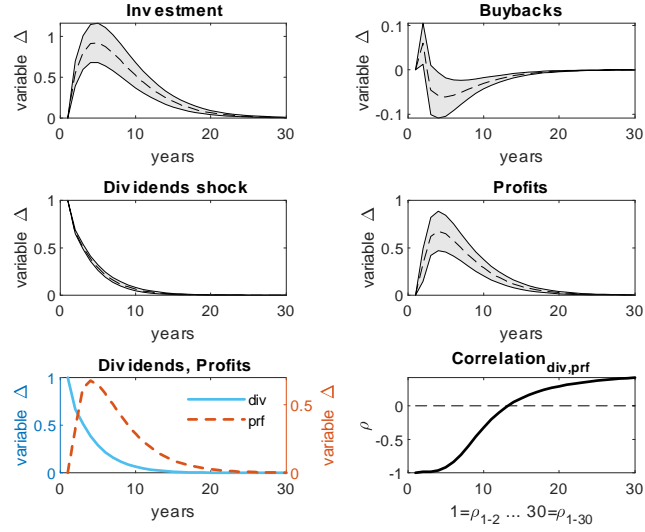 Investment
variable Δ
1
0.5
0
0 10 20 30
years
Buybacks
variable Δ
0.1
0
-0.1
0 10 20 30
years
Dividends shock
variable Δ
1
0.5
0
0 10 20 30
years
Profits
variable Δ
1
0.5
0
0 10 20 30
years
Dividends, Profits
variable Δ
1
0.5
0
div
prf
0.5
0
variable Δ
0 10 20 30
years
Correlation_div,prf
ρ
0
-0.5
-1
0 10 20 30
1=ρ_1-2 ... 30=ρ_1-30